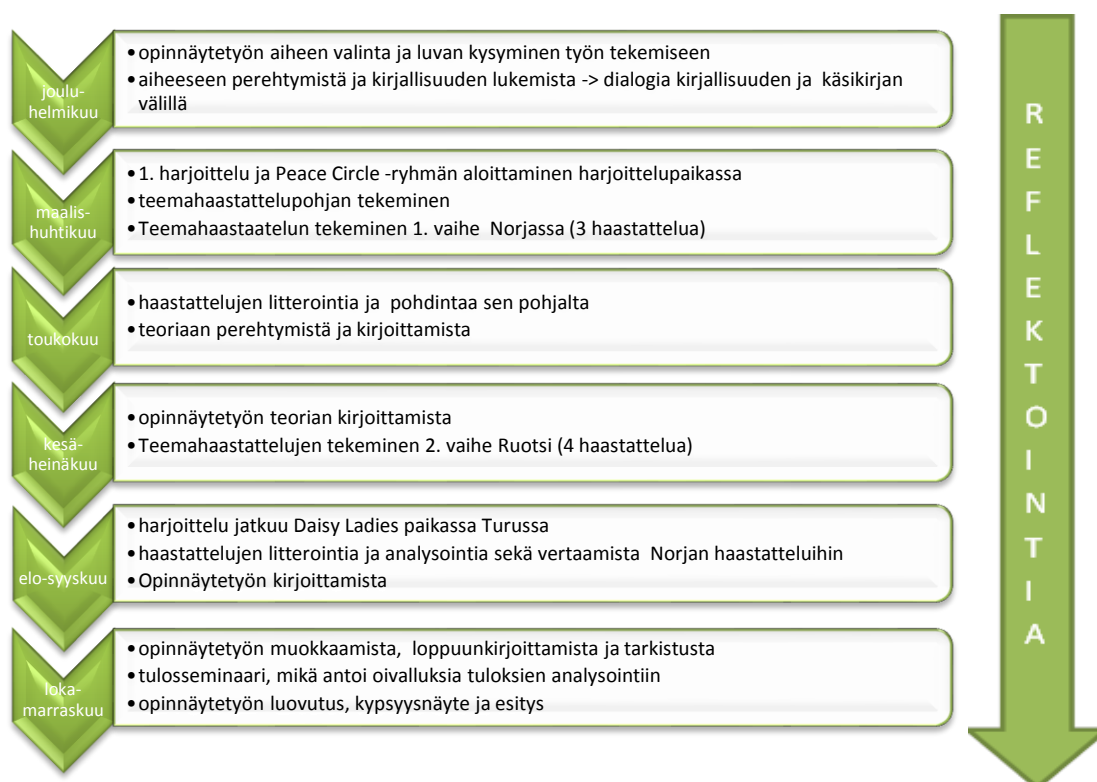 joulu-
helmikuu
•opinnäytetyön aiheen valinta ja luvan kysyminen työn tekemiseen
•aiheeseen perehtymistä ja kirjallisuuden lukemista -> dialogia kirjallisuuden ja käsikirjan
välillä
maalis-
huhtikuu
•1. harjoittelu ja Peace Circle -ryhmän aloittaminen harjoittelupaikassa
•teemahaastattelupohjan tekeminen
•Teemahaastaatelun tekeminen 1. vaihe Norjassa (3 haastattelua)
toukokuu
•haastattelujen litterointia ja pohdintaa sen pohjalta
•teoriaan perehtymistä ja kirjoittamista
kesä-
heinäkuu
•opinnäytetyön teorian kirjoittamista
•Teemahaastattelujen tekeminen 2. vaihe Ruotsi (4 haastattelua)
elo-syyskuu
•harjoittelu jatkuu Daisy Ladies paikassa Turussa
•haastattelujen litterointia ja analysointia sekä vertaamista Norjan haastatteluihin
•Opinnäytetyön kirjoittamista
loka-
marraskuu
•opinnäytetyön muokkaamista, loppuunkirjoittamista ja tarkistusta
•tulosseminaari, mikä antoi oivalluksia tuloksien analysointiin
•opinnäytetyön luovutus, kypsyysnäyte ja esitys
REFLEKTOINTIA